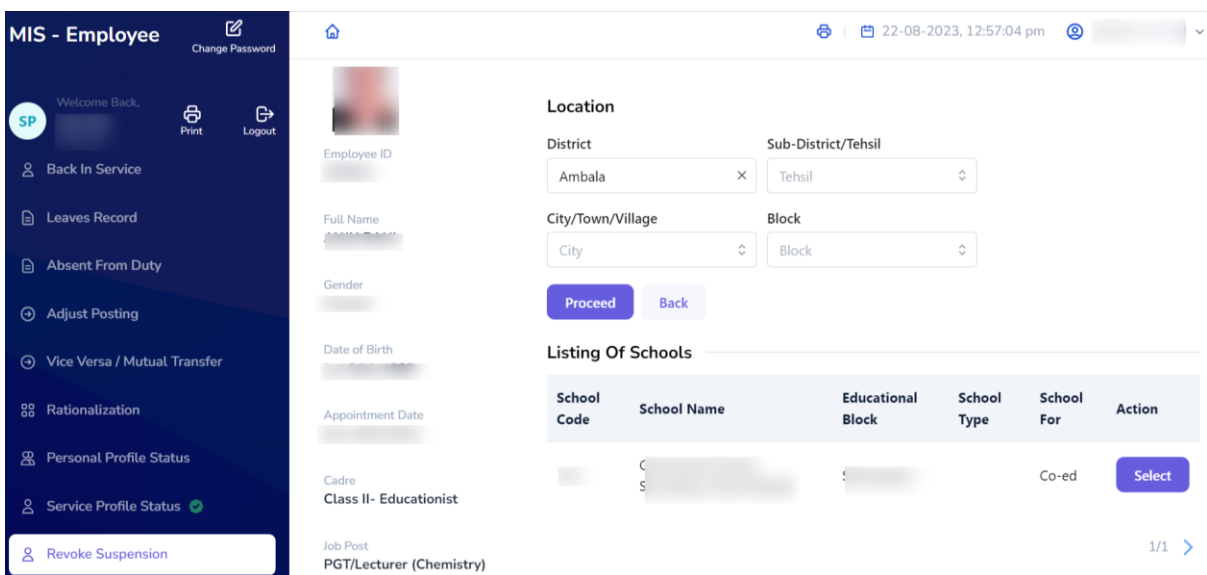 MIS - Employee
Change Password
22-08-2023, 12:57:04 pm
Welcome Back,
SP
Print
Logout
Back In Service
Leaves Record
Absent From Duty
Adjust Posting
Vice Versa / Mutual Transfer
Rationalization
Personal Profile Status
Service Profile Status
Revoke Suspension
Employee ID
Full Name
Gender
Date of Birth
Appointment Date
Cadre
Class II- Educationist
Job Post
PGT/Lecturer (Chemistry)
Location
District Sub-District/Tehsil
Ambala Tehsil
City/Town/Village Block
City Block
Proceed Back
Listing Of Schools
School Code School Name Educational Block School Type School For Action
Co-ed Select
1/1